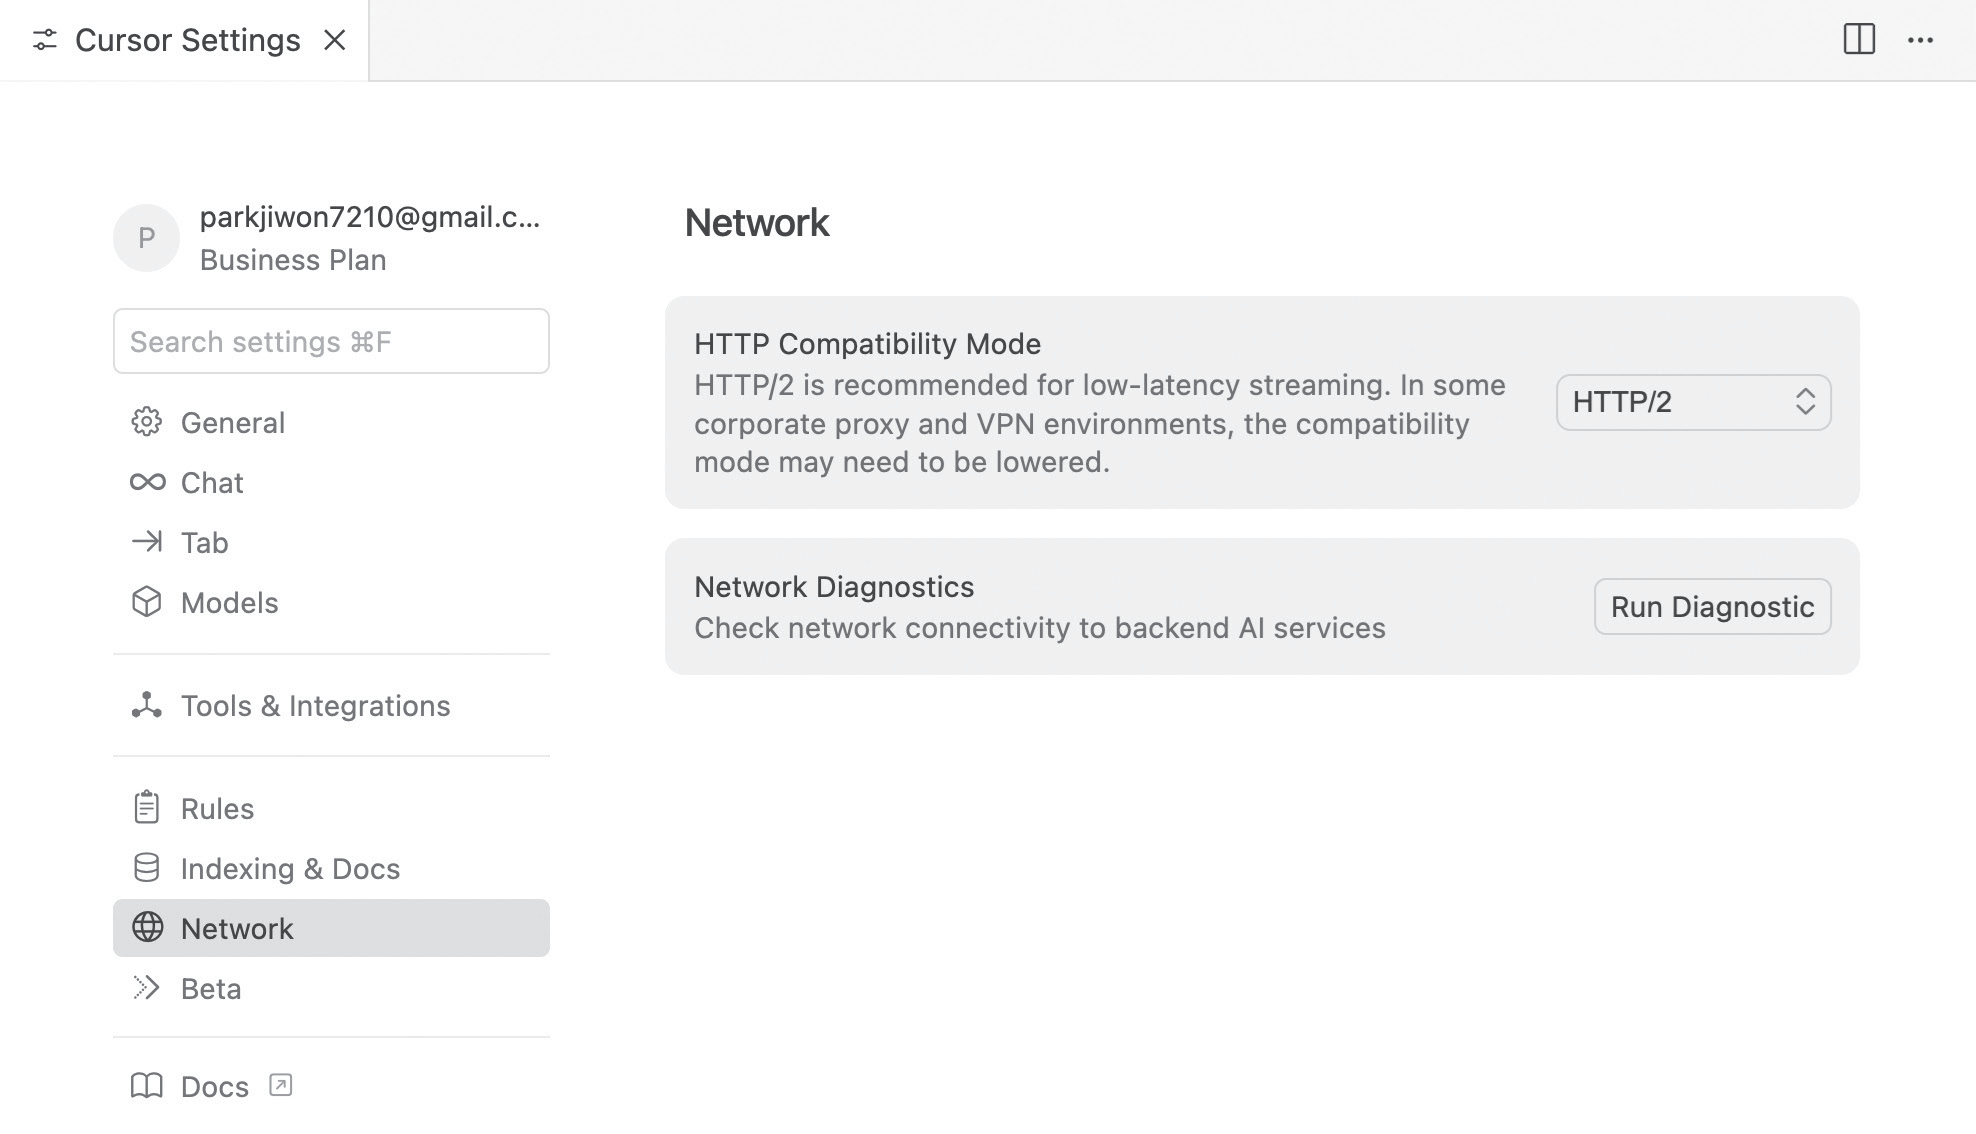 Cursor Settings
parkjiwon7210@gmail.c...
P
Business Plan
Search settings ⌘F
General
Chat
Tab
Models
Tools & Integrations
Rules
Indexing & Docs
Network
Beta
Docs
Network
HTTP Compatibility Mode
HTTP/2 is recommended for low-latency streaming. In some
corporate proxy and VPN environments, the compatibility
mode may need to be lowered.
HTTP/2
Network Diagnostics
Check network connectivity to backend AI services
Run Diagnostic